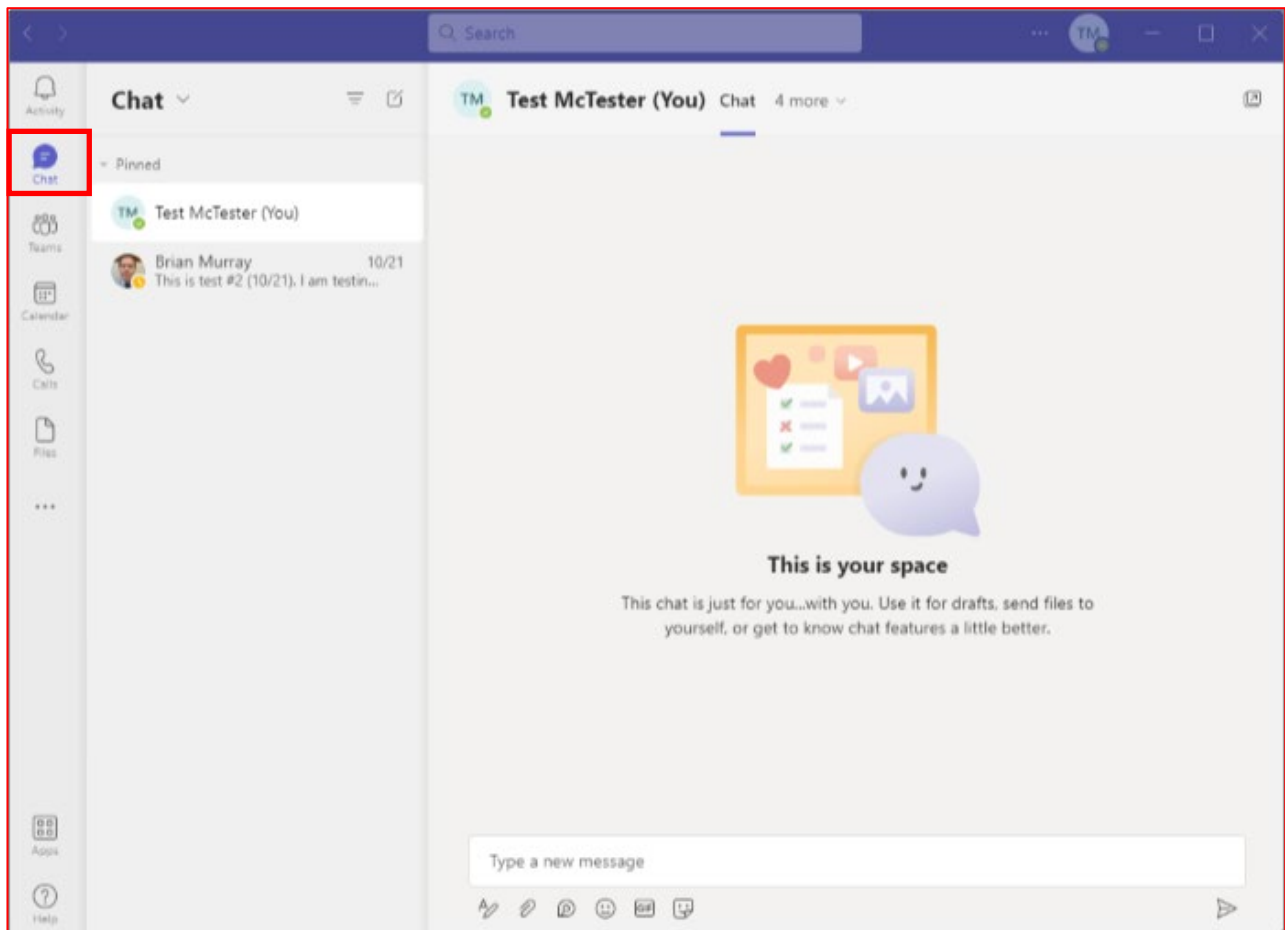 Search
TM
Activity
Chat
Teams
Calendar
Calls
Files
Apps
Help
Chat
Pinned
TM Test McTester (You)
Brian Murray 10/21
This is test #2 (10/21). I am testin...
TM Test McTester (You) Chat 4 more
This is your space
This chat is just for you...with you. Use it for drafts, send files to
yourself, or get to know chat features a little better.
Type a new message
GIF